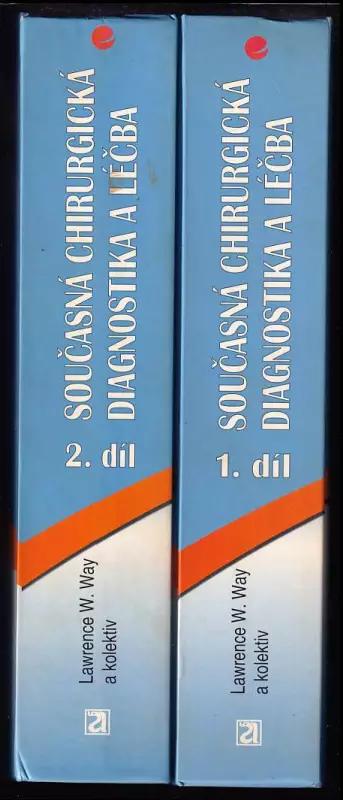 2. díl
SOUČASNÁ CHIRURGICKÁ
DIAGNOSTIKA A LÉČBA
Lawrence W. Way
a kolektiv
1. díl
SOUČASNÁ CHIRURGICKÁ
DIAGNOSTIKA A LÉČBA
Lawrence W. Way
a kolektiv